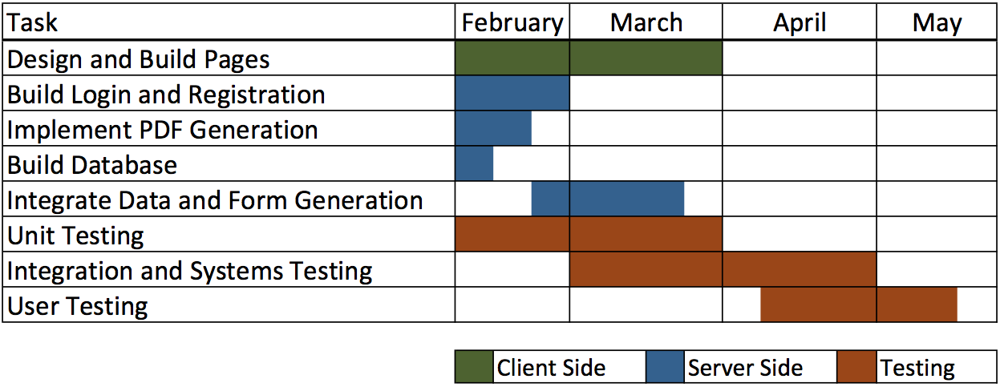 Task February March April May
Design and Build Pages
Build Login and Registration
Implement PDF Generation
Build Database
Integrate Data and Form Generation
Unit Testing
Integration and Systems Testing
User Testing
Client Side Server Side Testing